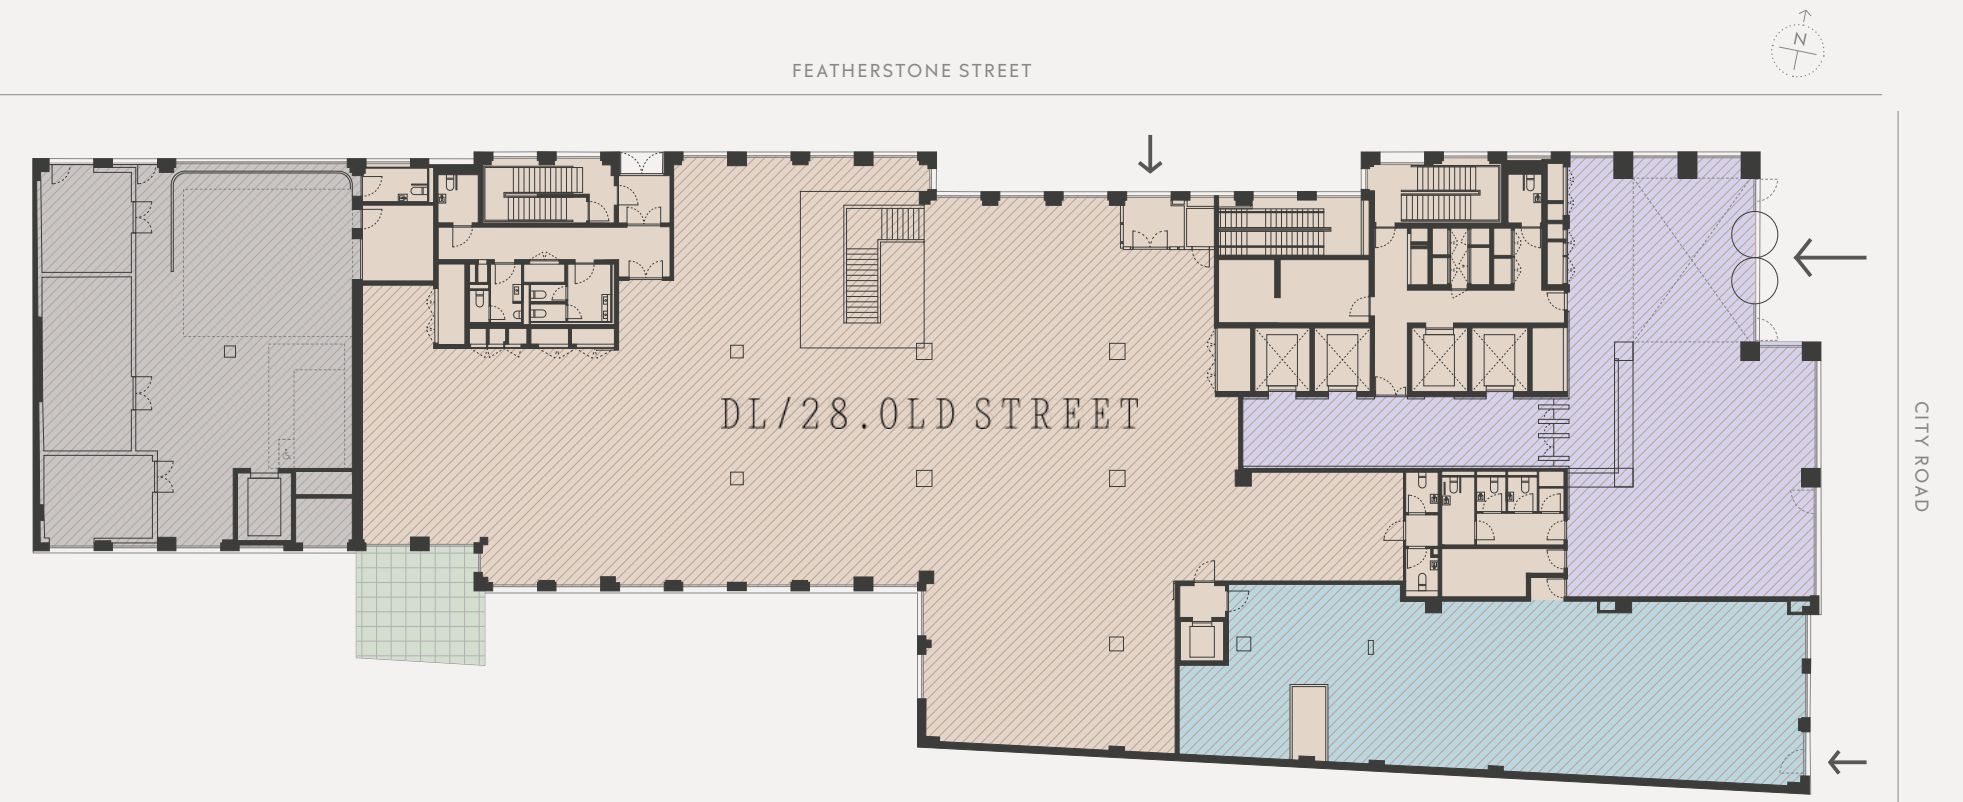 N
FEATHERSTONE STREET
DL/28.OLD STREET
CITY ROAD